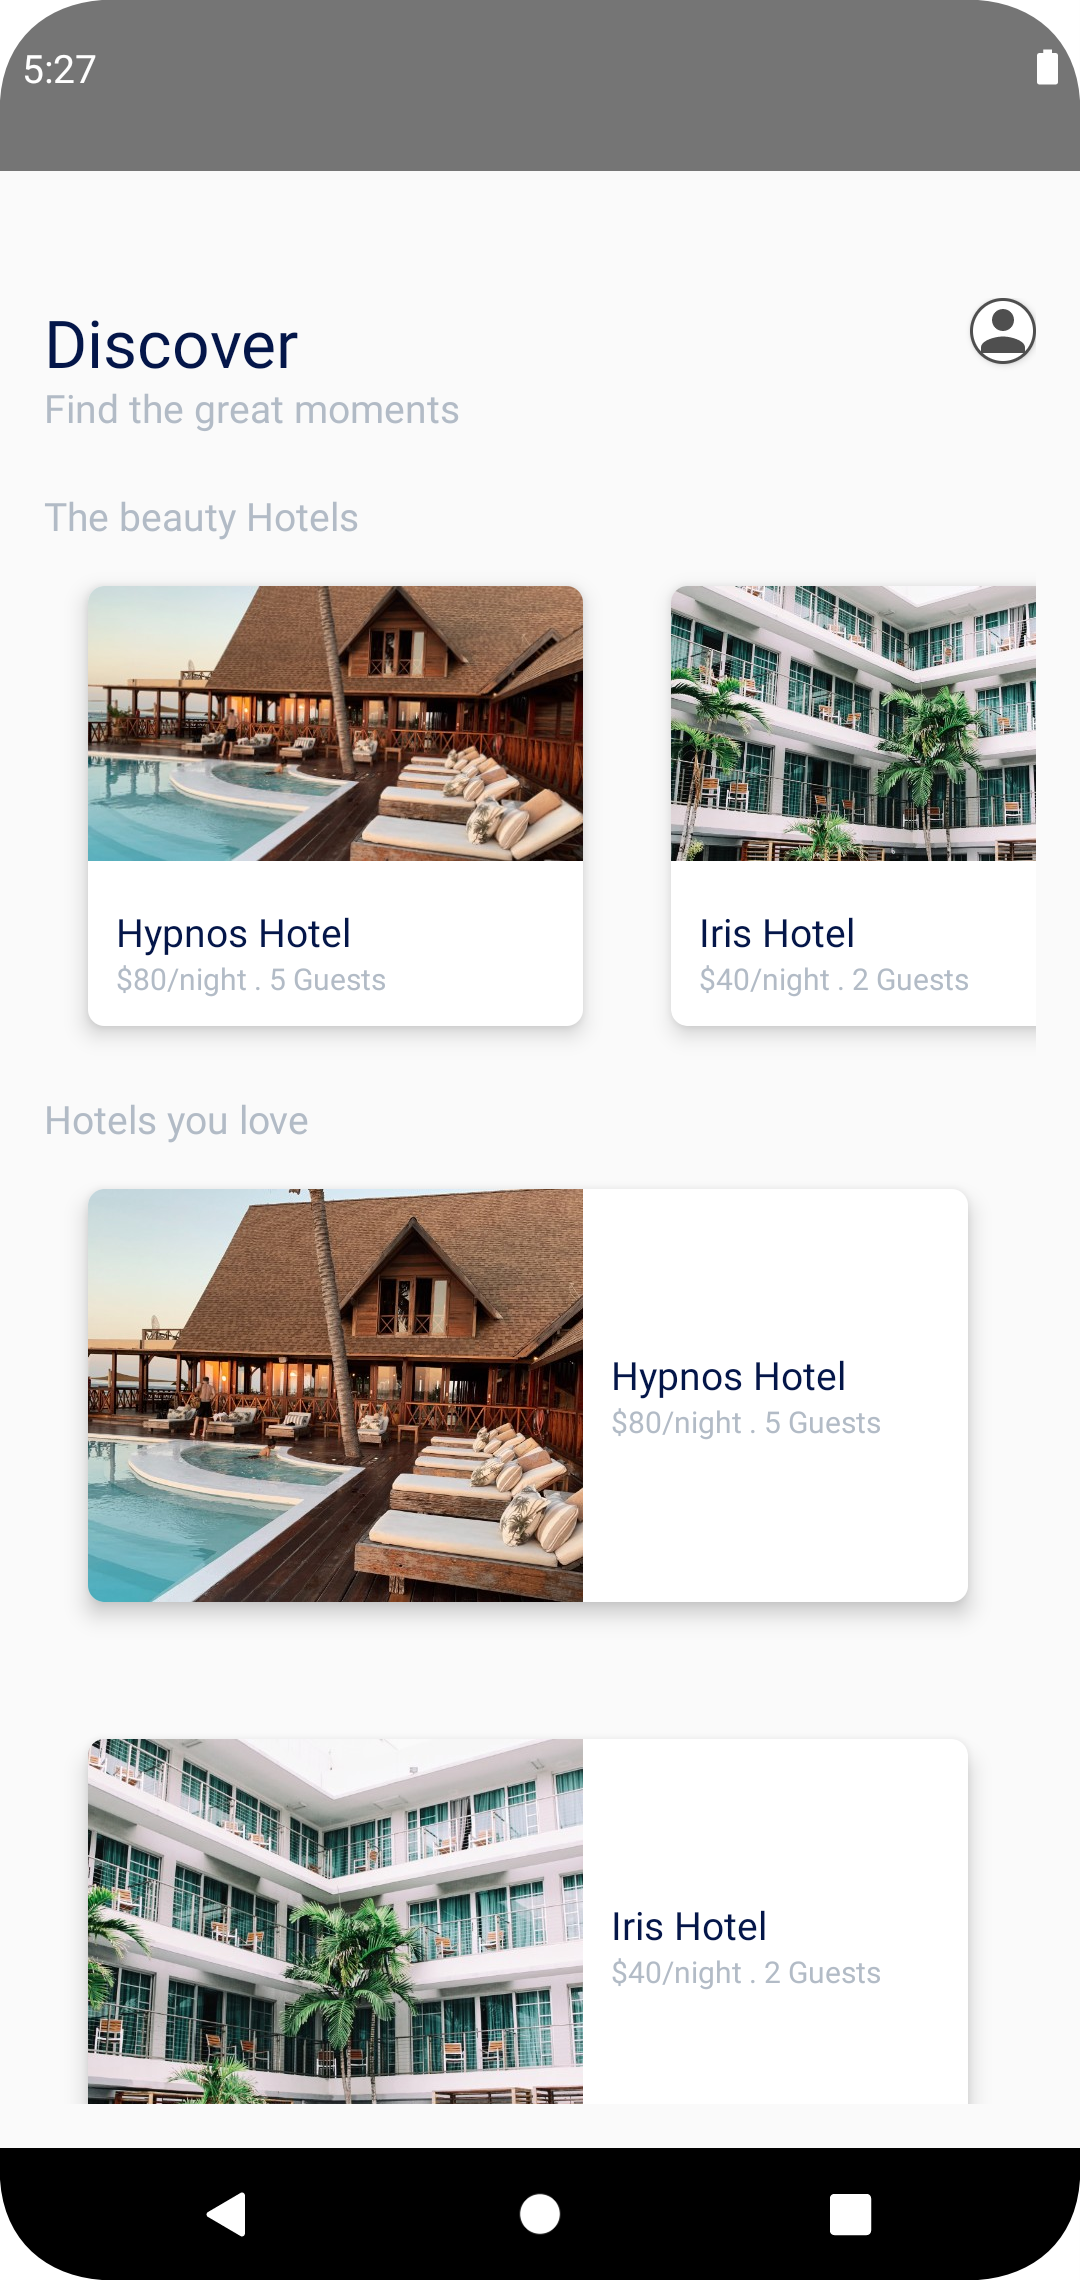 5:27
Discover
Find the great moments
The beauty Hotels
Hypnos Hotel
$80/night . 5 Guests
Iris Hotel
$40/night . 2 Guests
Hotels you love
Hypnos Hotel
$80/night . 5 Guests
Iris Hotel
$40/night . 2 Guests